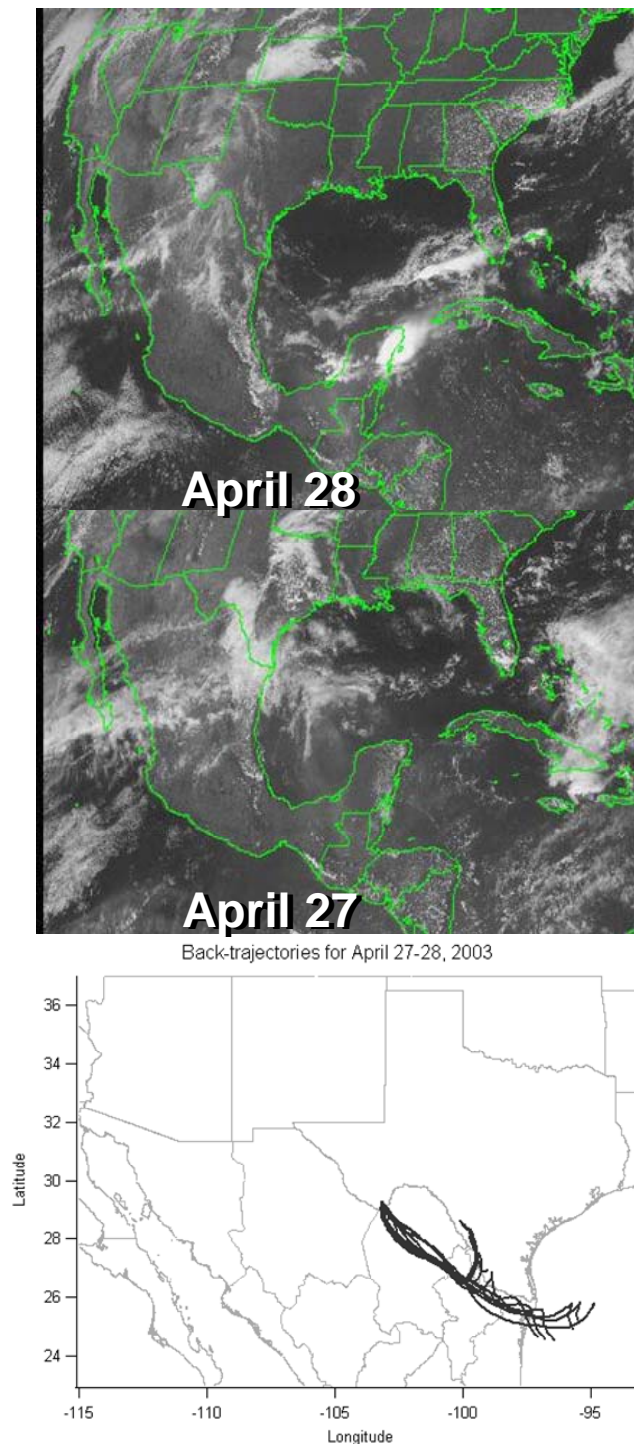 April 28
April 27
Back-trajectories for April 27-28, 2003
36
34
32
30
28
26
24
Latitude
-115
-110
-105
-100
-95
Longitude